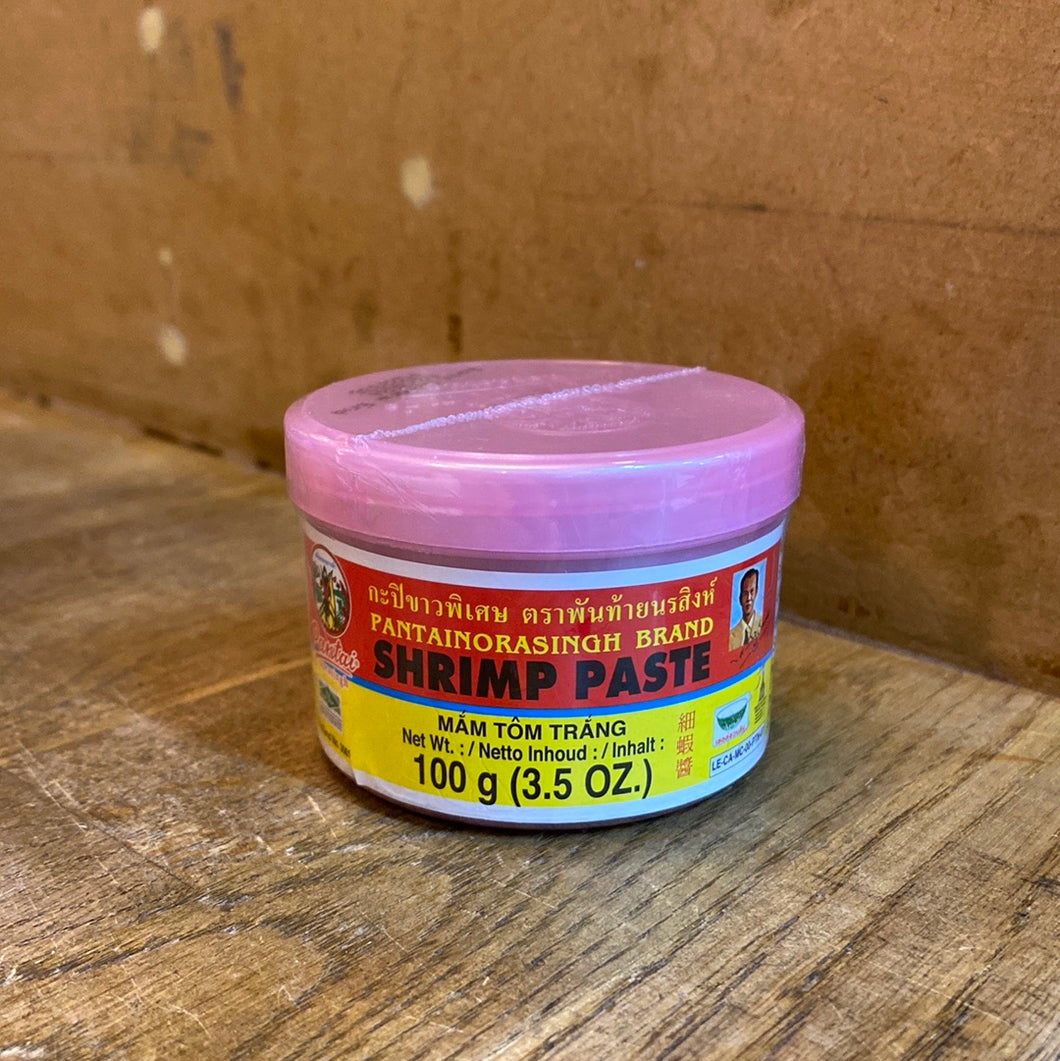 กะปิขาวพิเศษ ตราพันท้ายนรสิงห์
PANTAINORASINGH BRAND
SHRIMP PASTE
MẮM TÔM TRẮNG
Net Wt. : / Netto Inhoud : / Inhalt :
100 g (3.5 OZ.)
細蝦醬